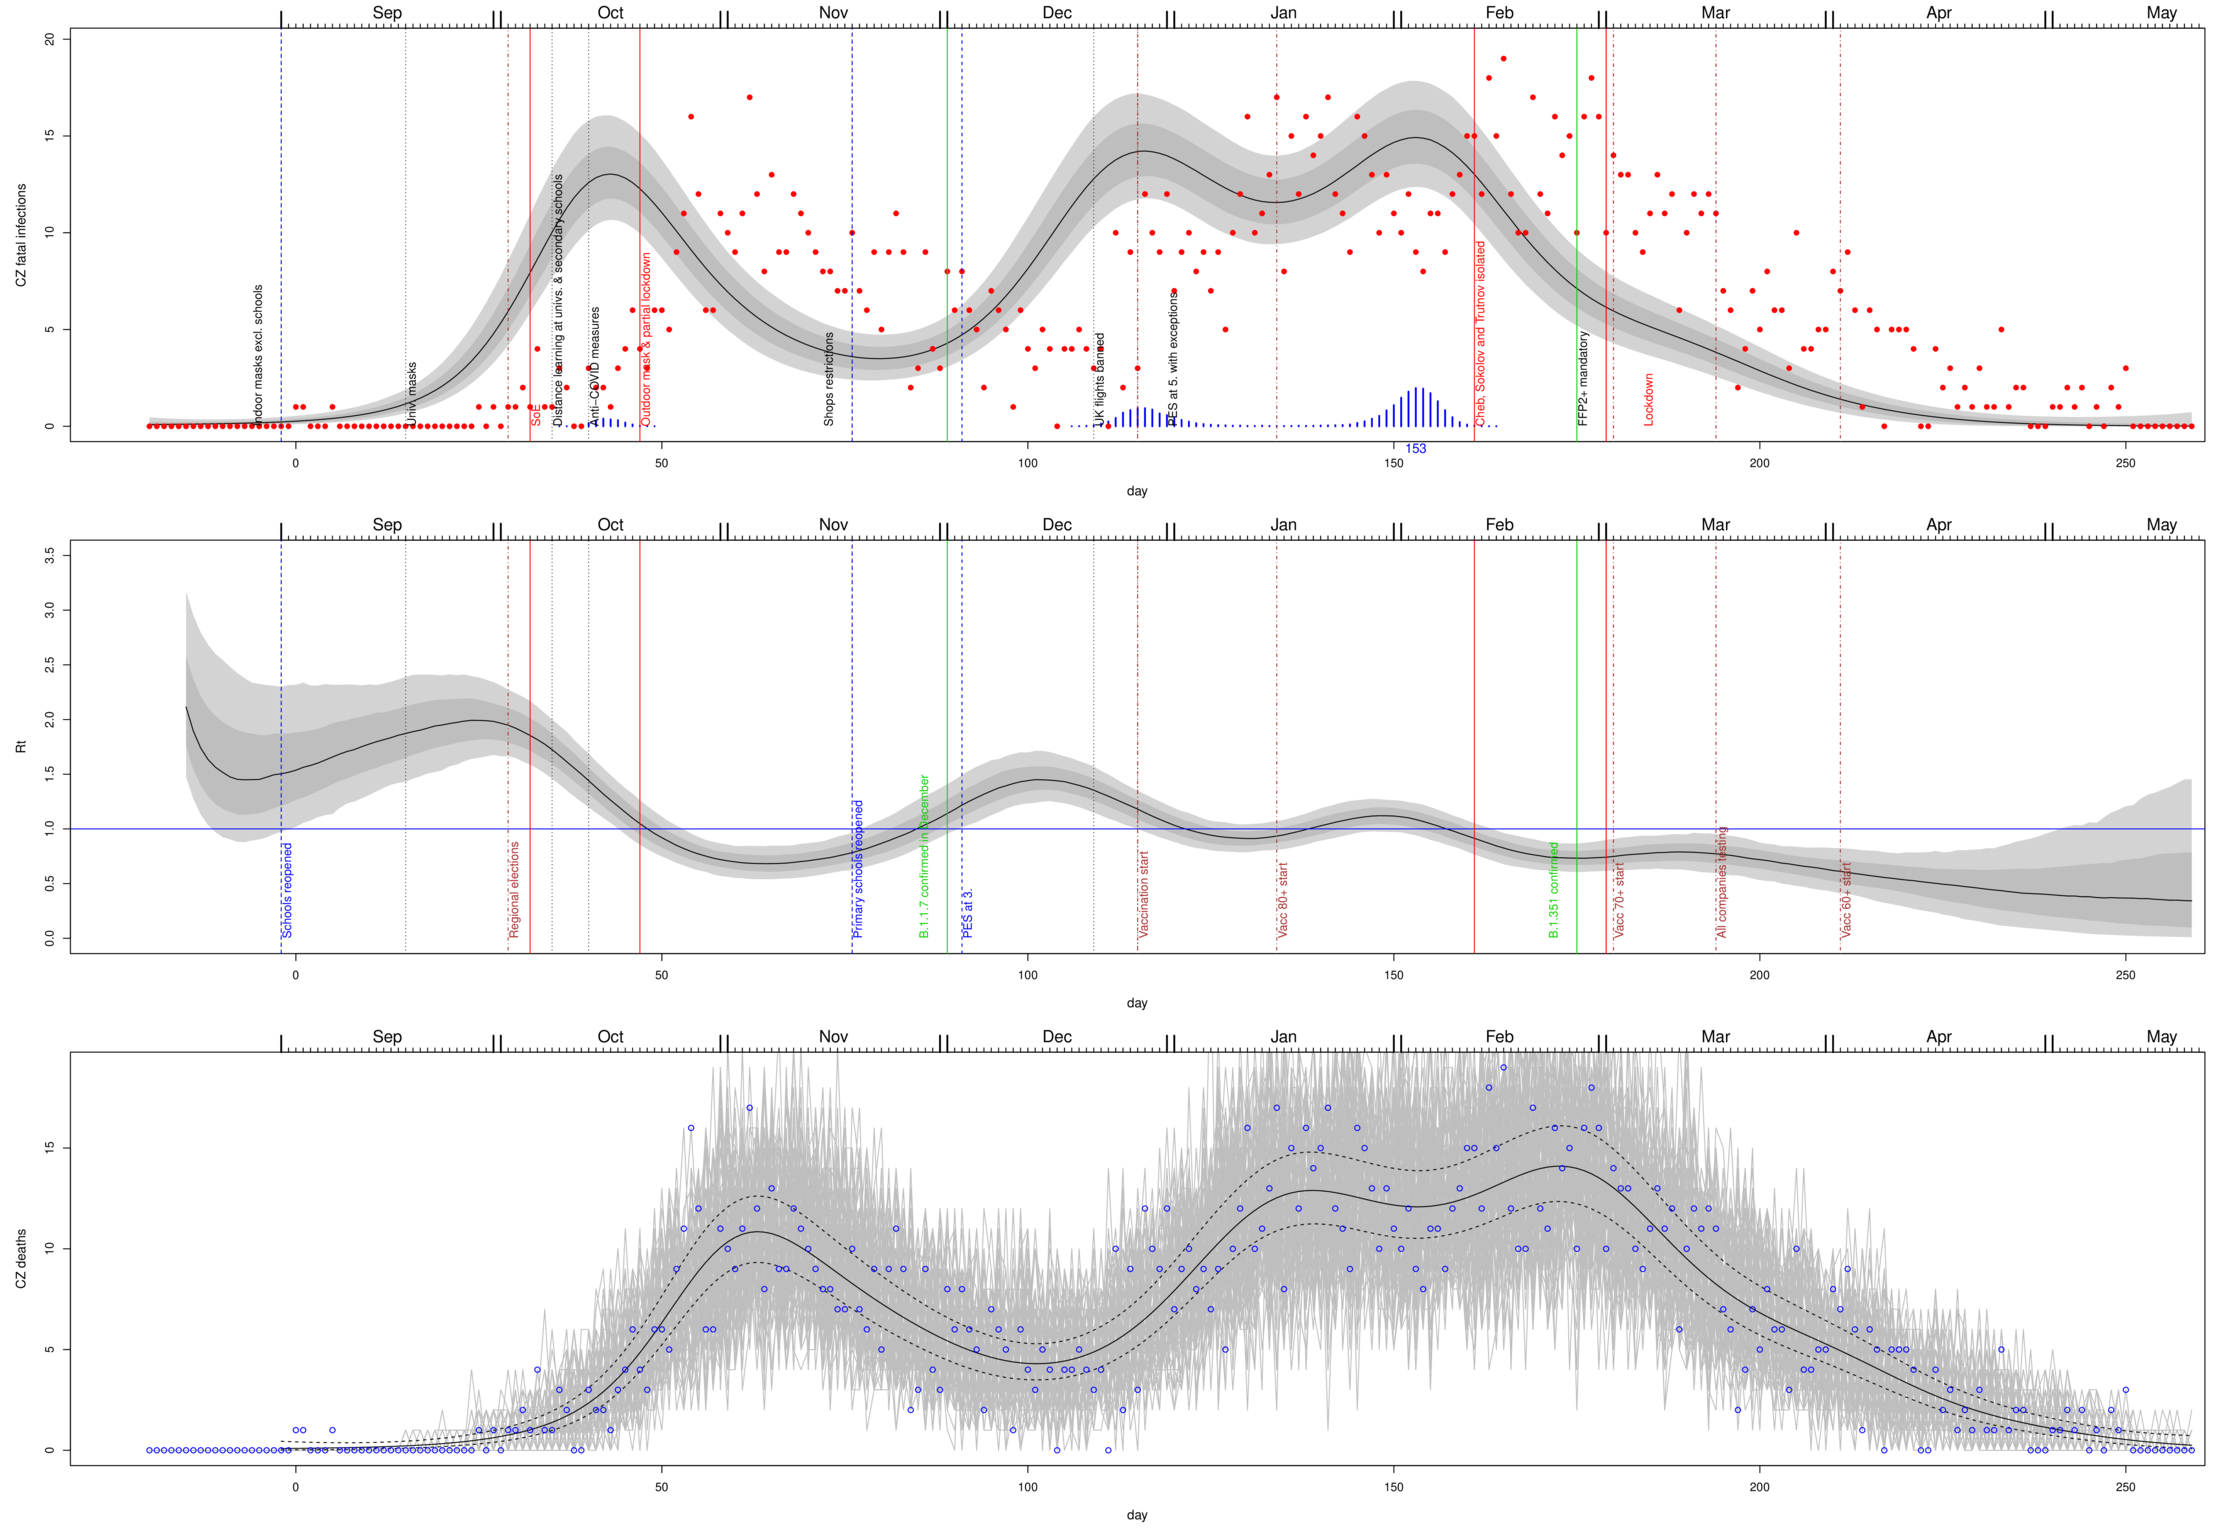 Sep Oct Nov Dec Jan Feb Mar Apr May
CZ fatal infections
0 5 10 15 20
Indoor masks excl. schools
Univ. masks
SoE
Distance learning at univs. & secondary schools
Anti−COVID measures
Outdoor mask & partial lockdown
Shops restrictions
UK flights banned
PES at 5. with exceptions
Cheb, Sokolov and Trutnov isolated
FFP2+ mandatory
Lockdown
153
0 50 100 150 200 250
day
Sep Oct Nov Dec Jan Feb Mar Apr May
Rt
0.0 0.5 1.0 1.5 2.0 2.5 3.0 3.5
Schools reopened
Regional elections
Primary schools reopened
B.1.1.7 confirmed in December
PES at 3.
Vaccination start
Vacc 80+ start
B.1.351 confirmed
Vacc 70+ start
All companies testing
Vacc 60+ start
0 50 100 150 200 250
day
Sep Oct Nov Dec Jan Feb Mar Apr May
CZ deaths
0 5 10 15
0 50 100 150 200 250
day